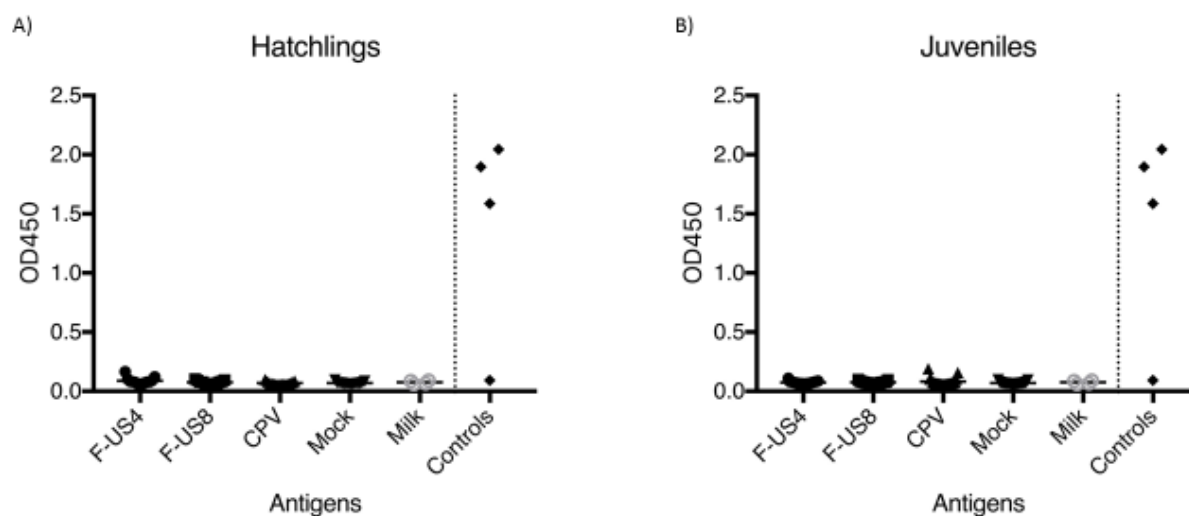 A)
Hatchlings
2.5
2.0
1.5
1.0
0.5
0.0
OD450
F-US4
F-US8
CPV
Mock
Milk
Controls
Antigens
B)
Juveniles
2.5
2.0
1.5
1.0
0.5
0.0
OD450
F-US4
F-US8
CPV
Mock
Milk
Controls
Antigens